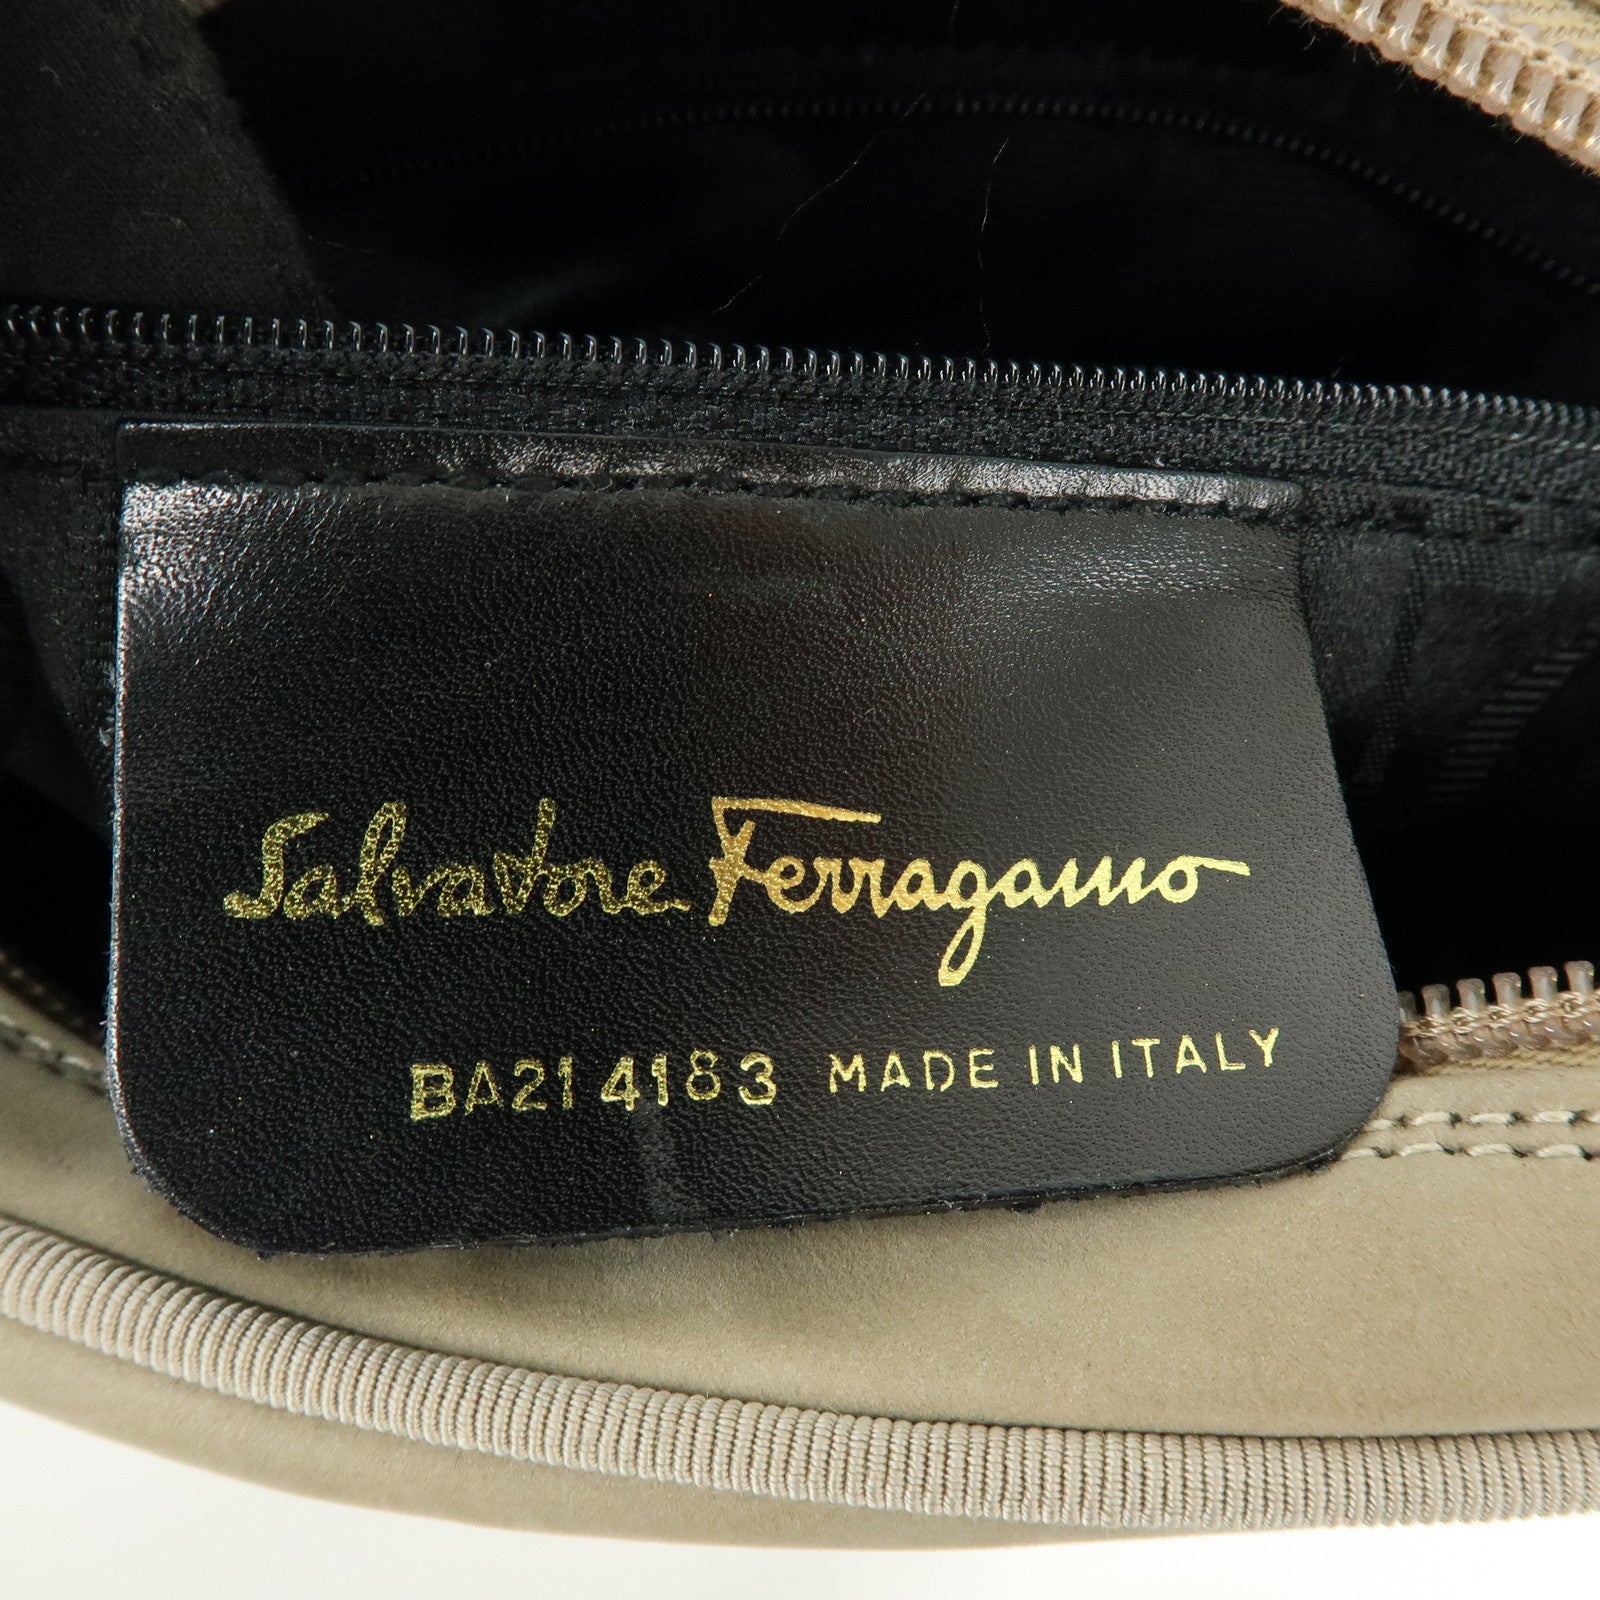 Salvatore Ferragamo
BA21 4183 MADE IN ITALY